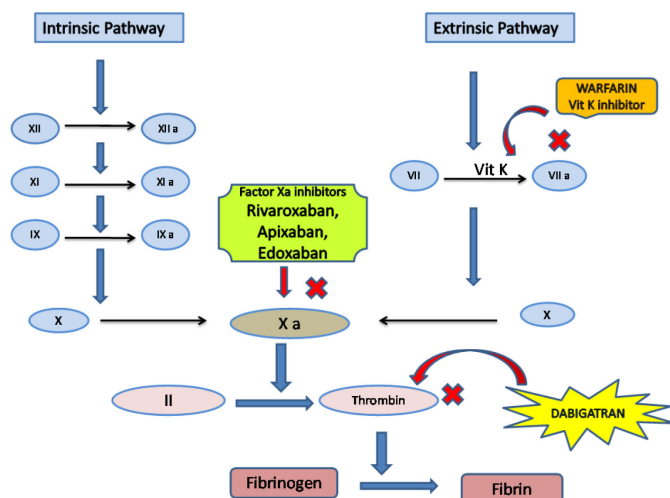 Intrinsic Pathway
Extrinsic Pathway
WARFARIN
Vit K inhibitor
XII
XII a
VII
Vit K
VII a
XI
XI a
Factor Xa inhibitors
Rivaroxaban,
Apixaban,
Edoxaban
IX
IX a
X
X a
X
II
Thrombin
DABIGATRAN
Fibrinogen
Fibrin